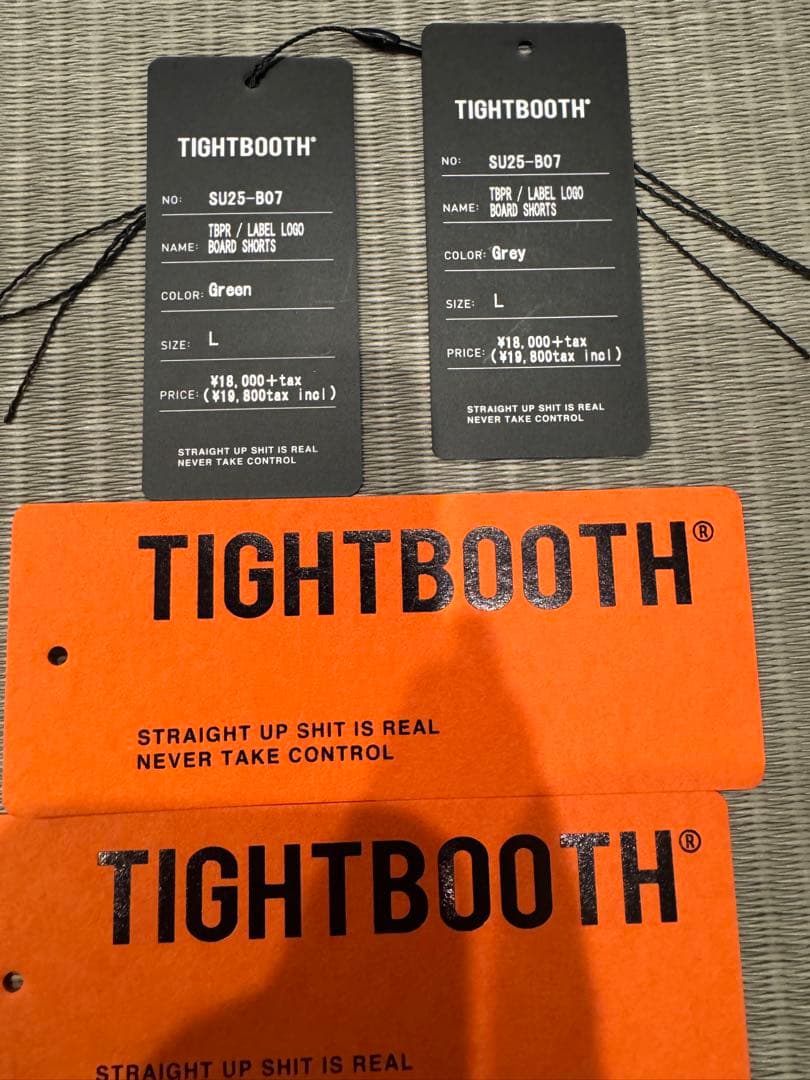 TIGHTBOOTH®
NO: SU25-B07
NAME: TBPR / LABEL LOGO
BOARD SHORTS
COLOR: Green
SIZE: L
PRICE: ¥18,000+tax
(¥19,800tax incl)
STRAIGHT UP SHIT IS REAL
NEVER TAKE CONTROL
TIGHTBOOTH®
NO: SU25-B07
NAME: TBPR / LABEL LOGO
BOARD SHORTS
COLOR: Grey
SIZE: L
PRICE: ¥18,000+tax
(¥19,800tax incl)
STRAIGHT UP SHIT IS REAL
NEVER TAKE CONTROL
TIGHTBOOTH®
STRAIGHT UP SHIT IS REAL
NEVER TAKE CONTROL
TIGHTBOOTH®
STRAIGHT UP SHIT IS REAL